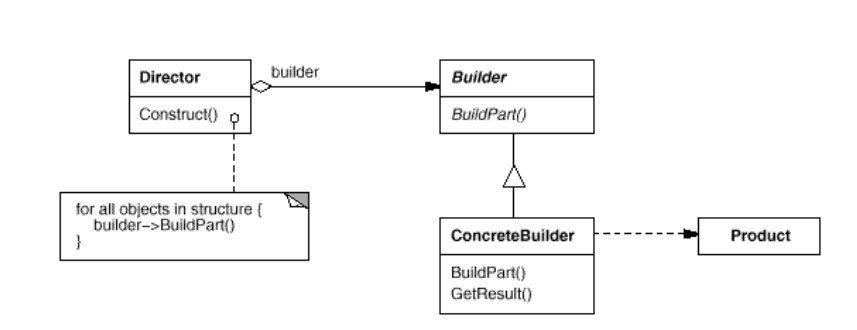 Director
builder
Builder
Construct()
BuildPart()
for all objects in structure {
builder->BuildPart()
}
ConcreteBuilder
Product
BuildPart()
GetResult()